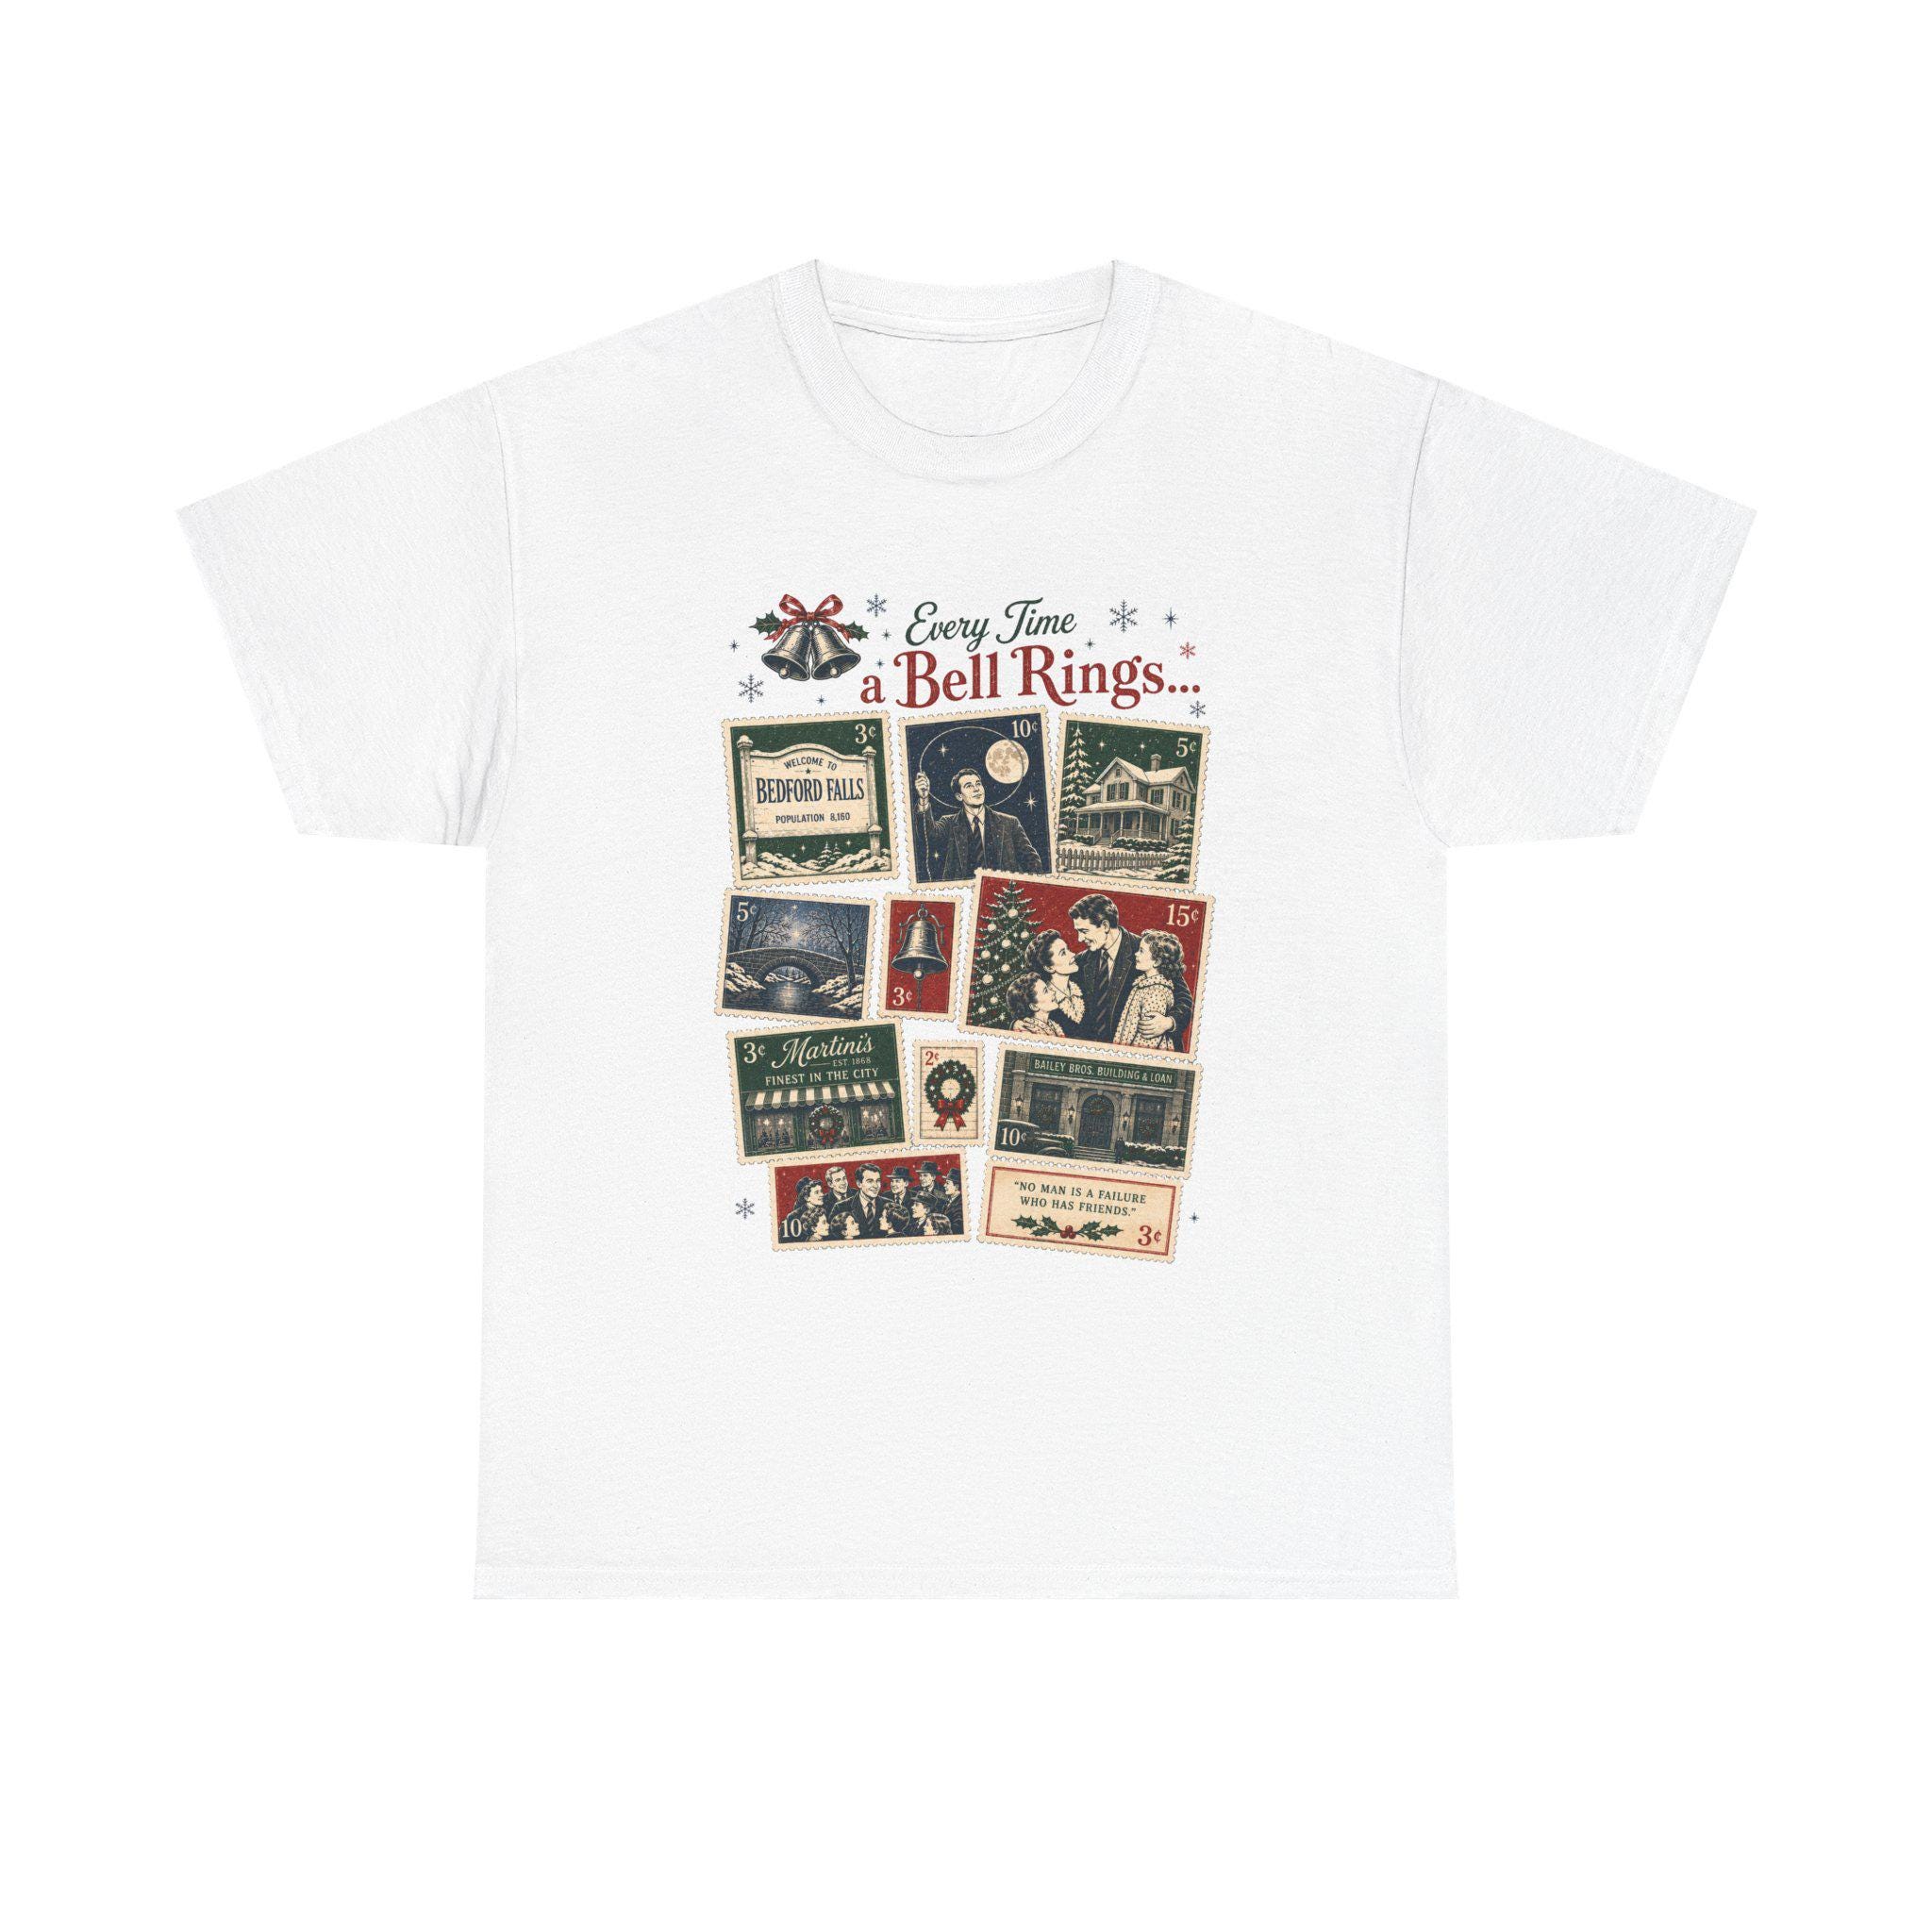 Every Time
a Bell Rings...
3¢
WELCOME TO
BEDFORD FALLS
POPULATION 8,160
10¢
5¢
5¢
3¢
15¢
3¢ Martini's
EST. 1868
FINEST IN THE CITY
2¢
BAILEY BROS. BUILDING & LOAN
10¢
10¢
"NO MAN IS A FAILURE
WHO HAS FRIENDS."
3¢